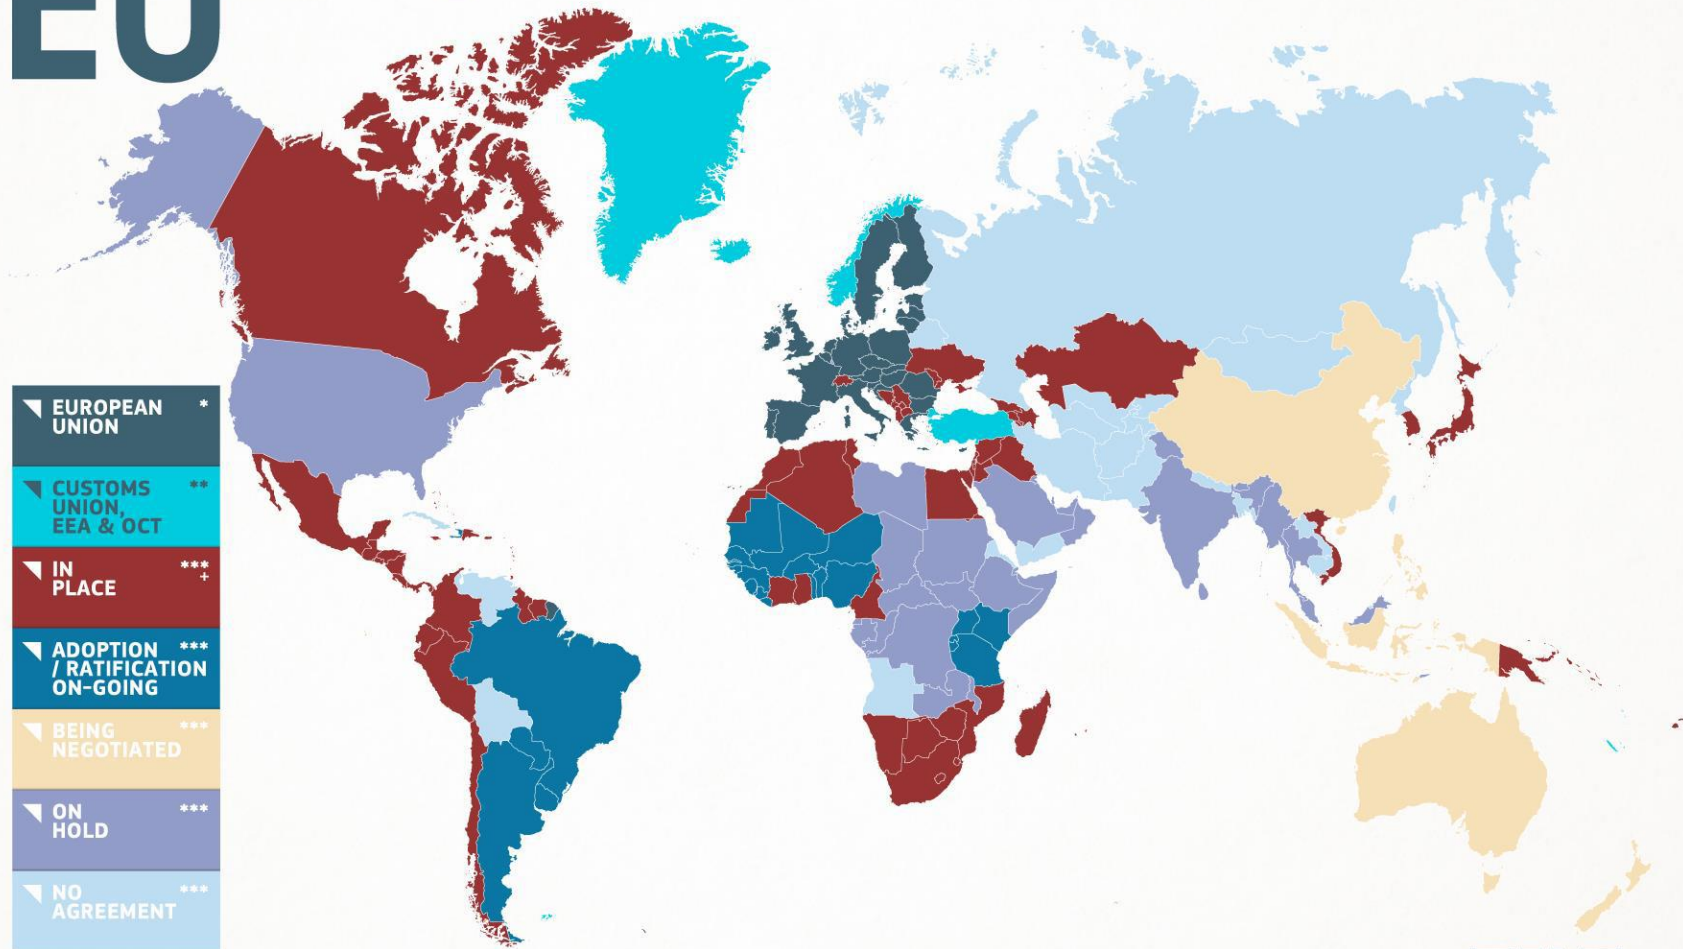 EU
EUROPEAN *
UNION
CUSTOMS **
UNION,
EEA & OCT
IN ***
PLACE +
ADOPTION ***
/ RATIFICATION
ON-GOING
BEING ***
NEGOTIATED
ON ***
HOLD
NO ***
AGREEMENT